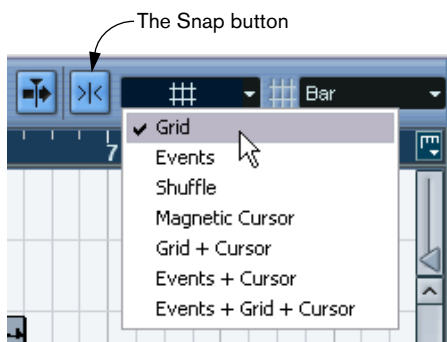 The Snap button
Bar
7
Grid
Events
Shuffle
Magnetic Cursor
Grid + Cursor
Events + Cursor
Events + Grid + Cursor